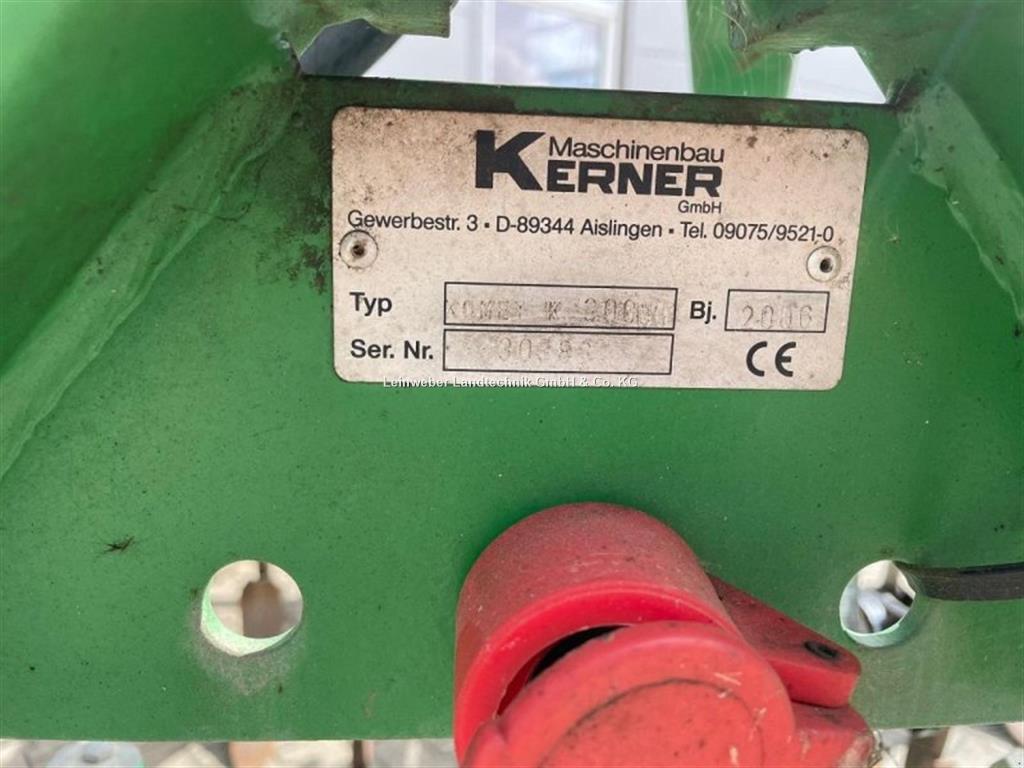 Maschinenbau
KERNER
GmbH
Gewerbestr. 3 ▪ D-89344 Aislingen ▪ Tel. 09075/9521-0
Typ KOMET K Bj.
Ser. Nr.
CE
Leinweber Landtechnik GmbH & Co. KG